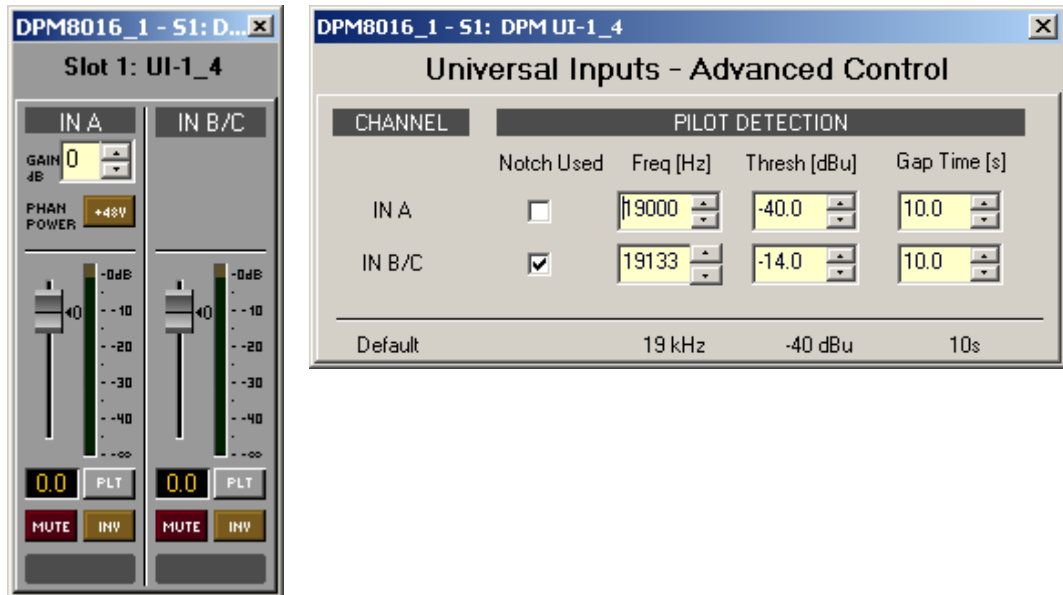 DPM8016_1 - S1: D...
Slot 1: UI-1_4
IN A IN B/C
GAIN dB 0
PHAN POWER +48V
-0dB -0dB
0 -10 0 -10
-20 -20
-30 -30
-40 -40
-∞ -∞
0.0 PLT 0.0 PLT
MUTE INV MUTE INV
DPM8016_1 - S1: DPM UI-1_4
Universal Inputs - Advanced Control
CHANNEL PILOT DETECTION
Notch Used Freq [Hz] Thresh [dBu] Gap Time [s]
IN A 19000 -40.0 10.0
IN B/C 19133 -14.0 10.0
Default 19 kHz -40 dBu 10s